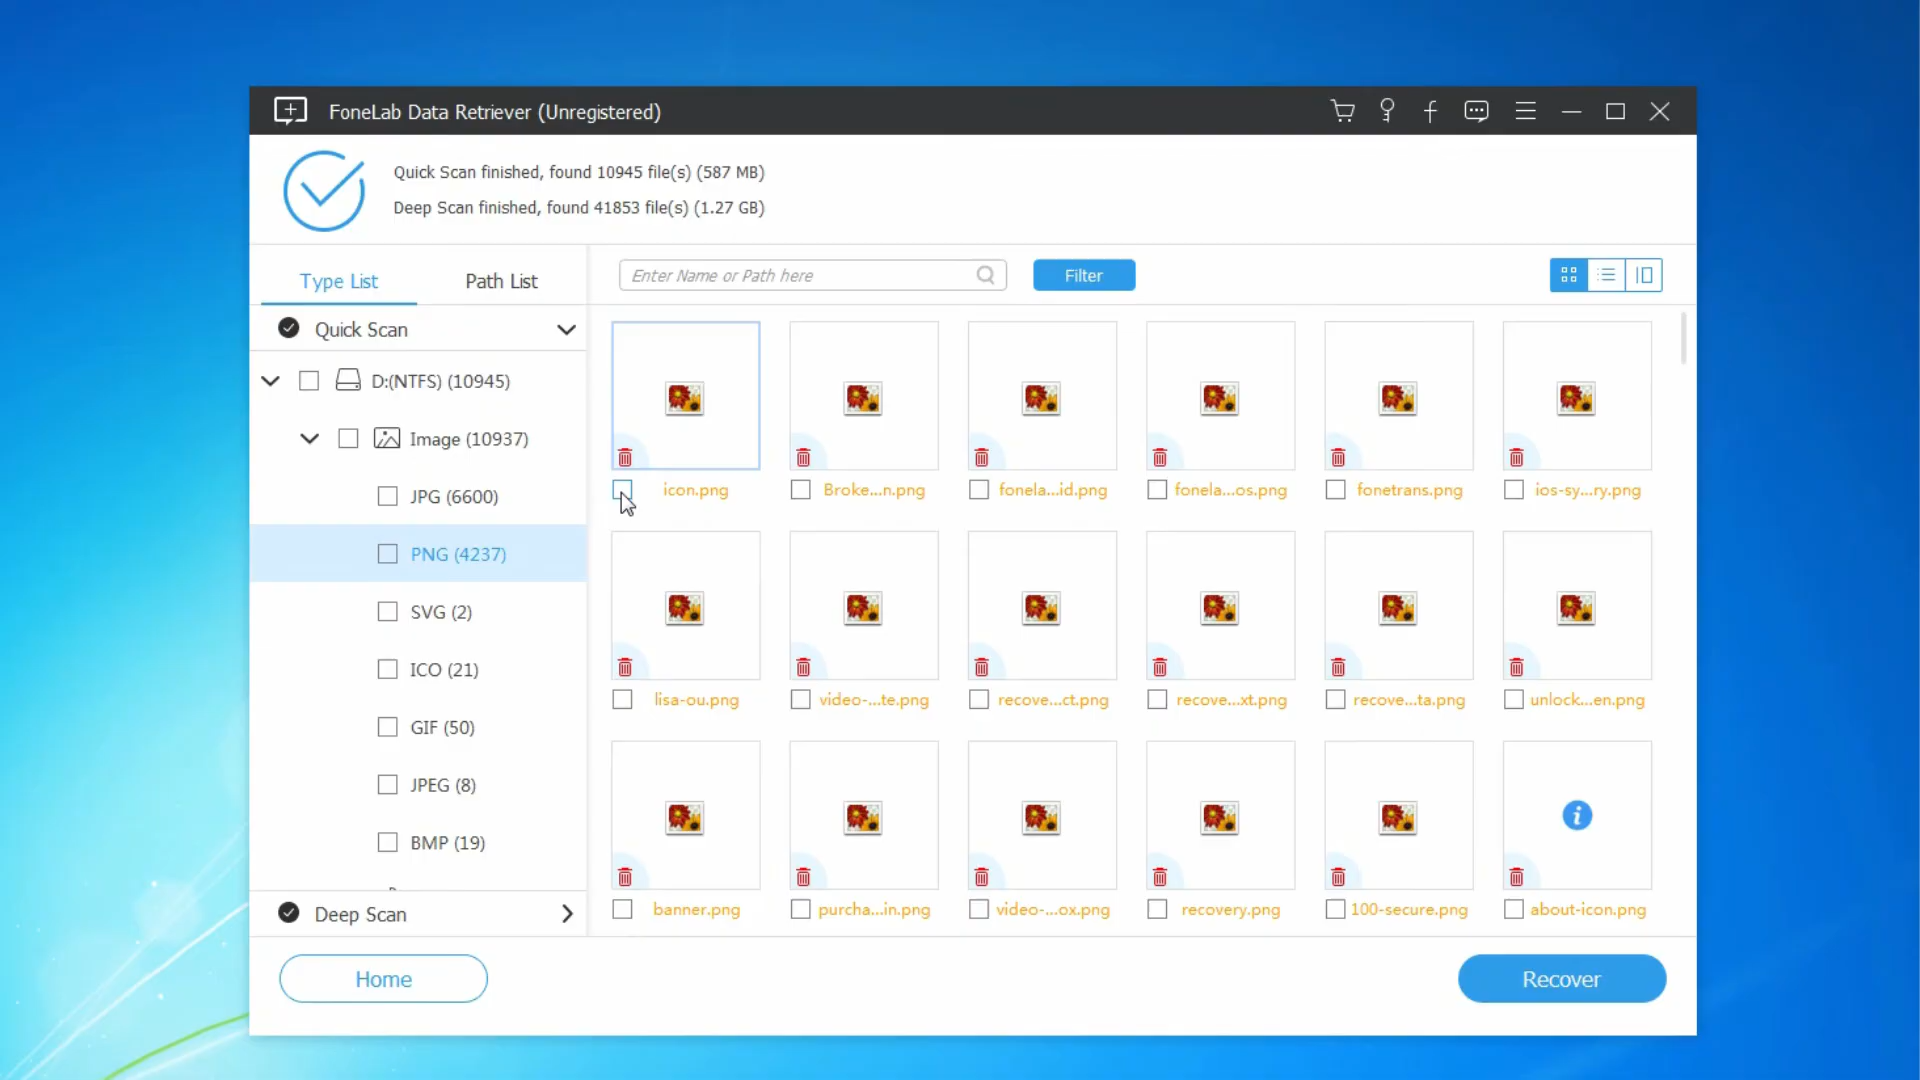 FoneLab Data Retriever (Unregistered)
Quick Scan finished, found 10945 file(s) (587 MB)
Deep Scan finished, found 41853 file(s) (1.27 GB)
Type List
Path List
Enter Name or Path here
Filter
Quick Scan
D:(NTFS) (10945)
Image (10937)
JPG (6600)
PNG (4237)
SVG (2)
ICO (21)
GIF (50)
JPEG (8)
BMP (19)
Deep Scan
icon.png
Broke...n.png
fonela...id.png
fonela...os.png
fonetrans.png
ios-sy...ry.png
lisa-ou.png
video-...te.png
recove...ct.png
recove...xt.png
recove...ta.png
unlock...en.png
banner.png
purcha...in.png
video-...ox.png
recovery.png
100-secure.png
about-icon.png
Home
Recover